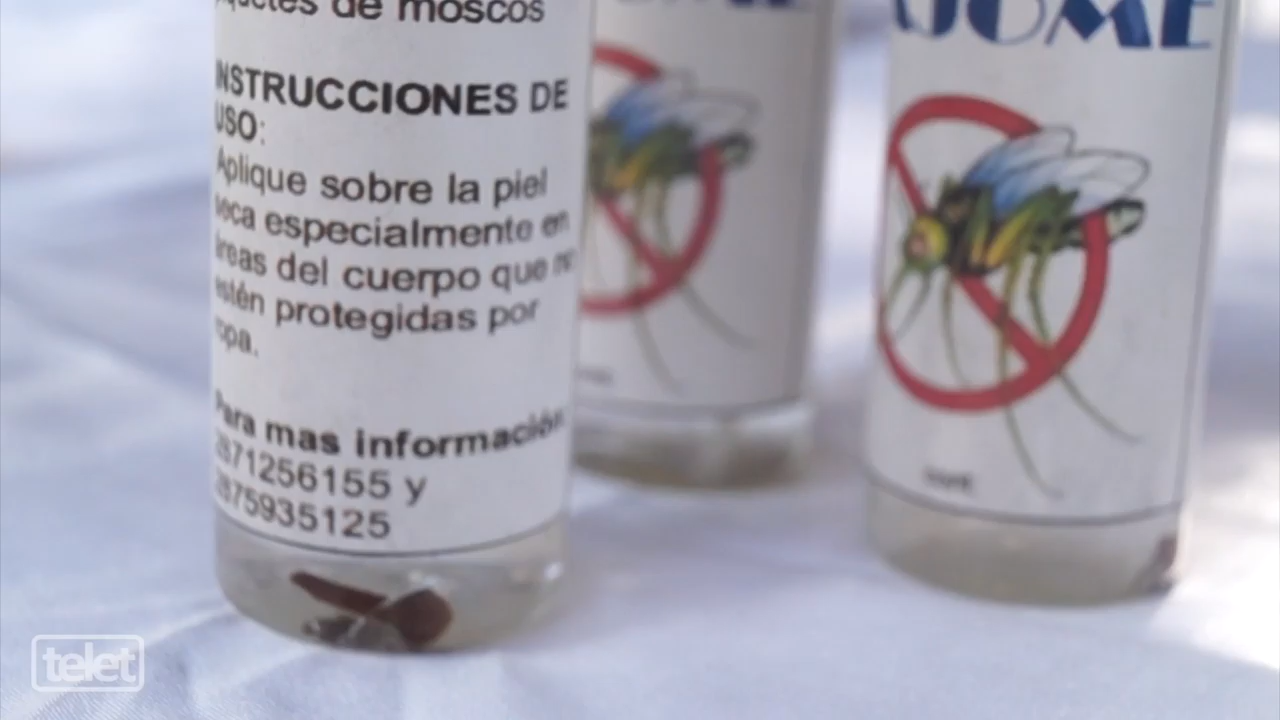 de moscos
INSTRUCCIONES DE
USO:
Aplique sobre la piel
seca especialmente en
áreas del cuerpo que no
estén protegidas por
ropa.
Para mas información
2871256155 y
2875935125
telet